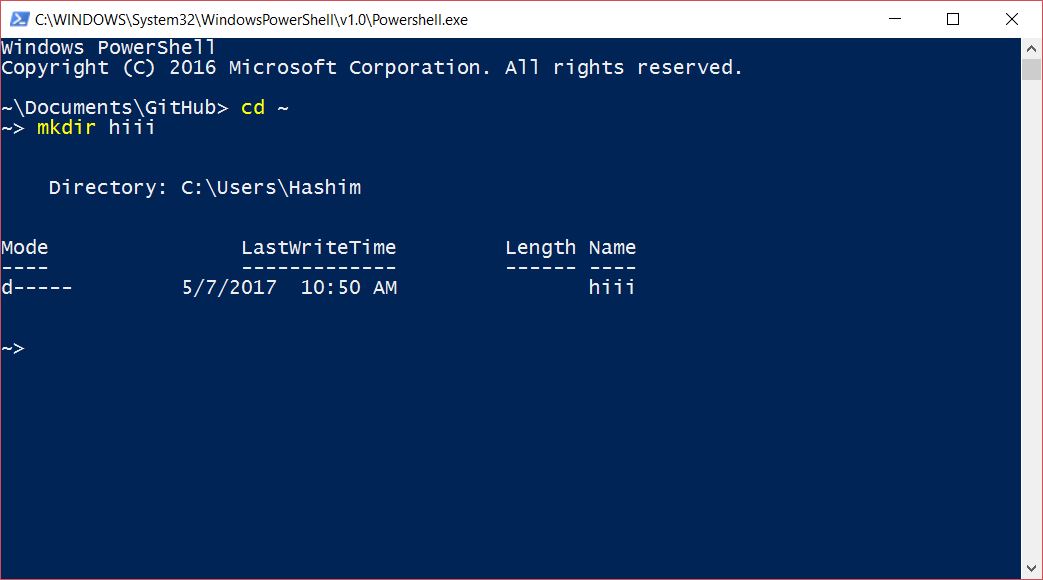 C:\WINDOWS\System32\WindowsPowerShell\v1.0\Powershell.exe
Windows PowerShell
Copyright (C) 2016 Microsoft Corporation. All rights reserved.
~\Documents\GitHub> cd ~
~> mkdir hiii
Directory: C:\Users\Hashim
Mode                LastWriteTime         Length Name
----                -------------         ------ ----
d-----         5/7/2017  10:50 AM                hiii
~>